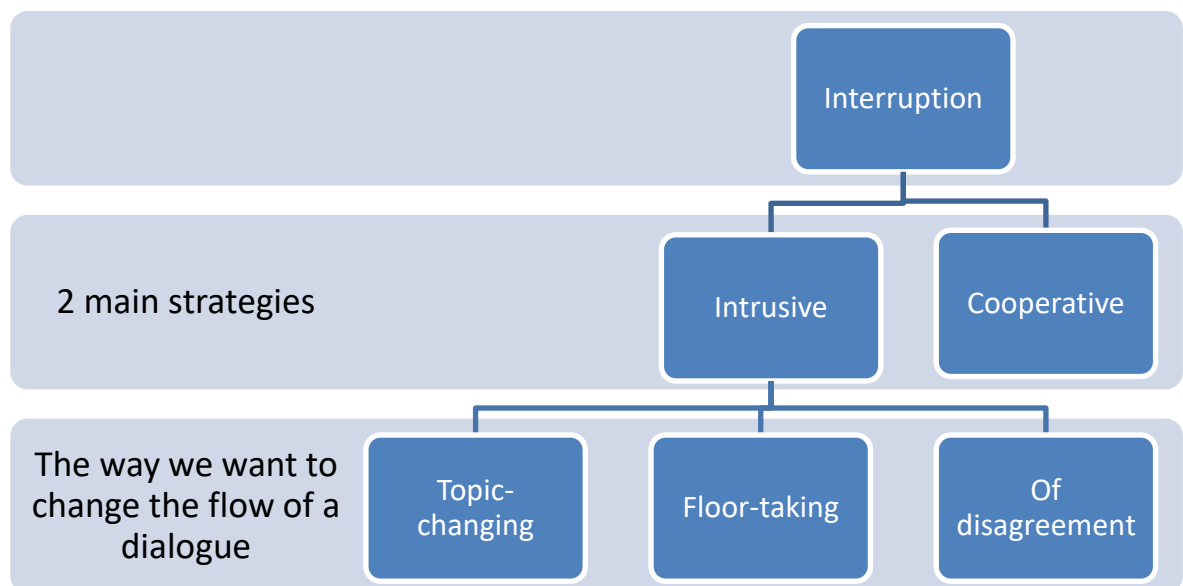 Interruption
2 main strategies
Intrusive
Cooperative
The way we want to
change the flow of a
dialogue
Topic-
changing
Floor-taking
Of
disagreement